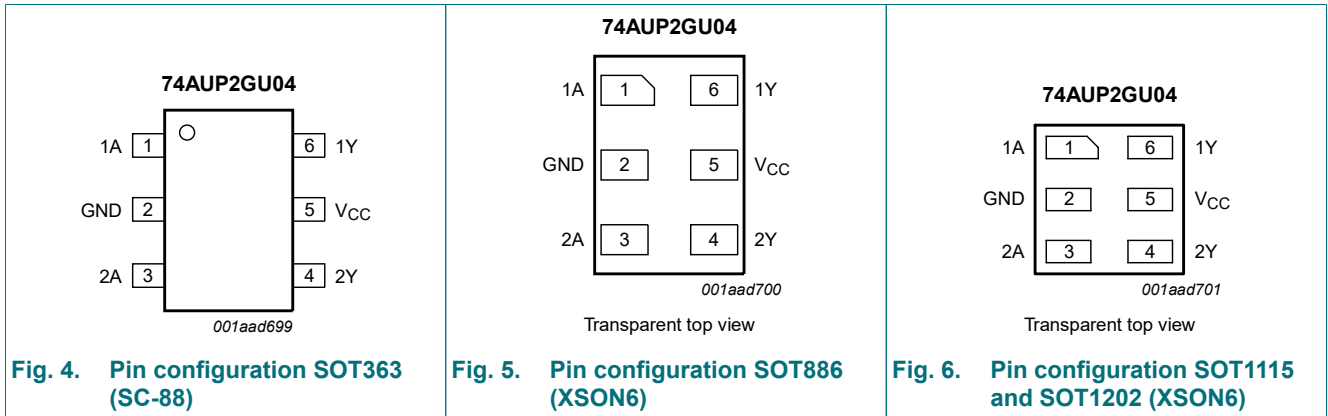 74AUP2GU04
1A 1 6 1Y
GND 2 5 VCC
2A 3 4 2Y
001aad699
Fig. 4. Pin configuration SOT363
(SC-88)
74AUP2GU04
1A 1 6 1Y
GND 2 5 VCC
2A 3 4 2Y
001aad700
Transparent top view
Fig. 5. Pin configuration SOT886
(XSON6)
74AUP2GU04
1A 1 6 1Y
GND 2 5 VCC
2A 3 4 2Y
001aad701
Transparent top view
Fig. 6. Pin configuration SOT1115
and SOT1202 (XSON6)